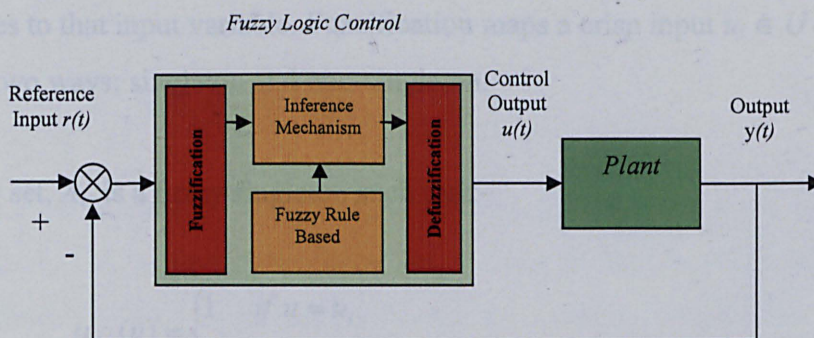 Fuzzy Logic Control
Reference
Input r(t)
+
-
Fuzzification
Inference
Mechanism
Fuzzy Rule
Based
Defuzzification
Control
Output
u(t)
Plant
Output
y(t)